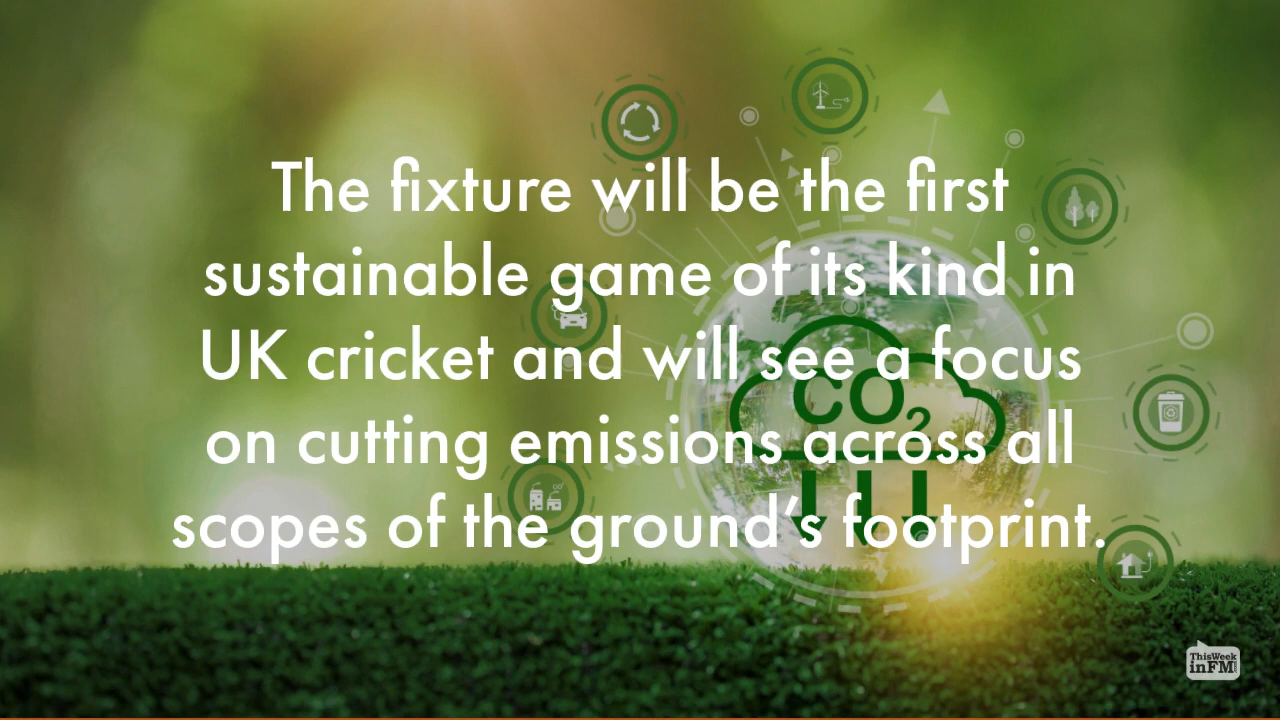 The fixture will be the first
sustainable game of its kind in
UK cricket and will see a focus
on cutting emissions across all
scopes of the ground’s footprint.
CO2
ThisWeek
inFM